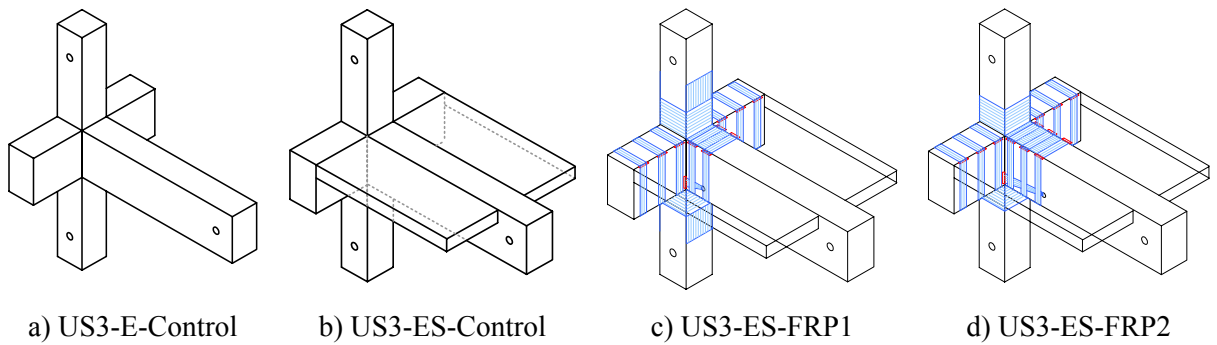 a) US3-E-Control
b) US3-ES-Control
c) US3-ES-FRP1
d) US3-ES-FRP2